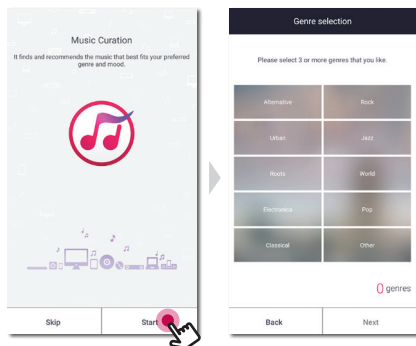 Music Curation
It finds and recommends the music that best fits your preferred
genre and mood.
Skip
Start
Genre selection
Please select 3 or more genres that you like.
Alternative
Rock
Urban
Jazz
Roots
World
Electronics
Pop
Classical
Other
0 genres
Back
Next